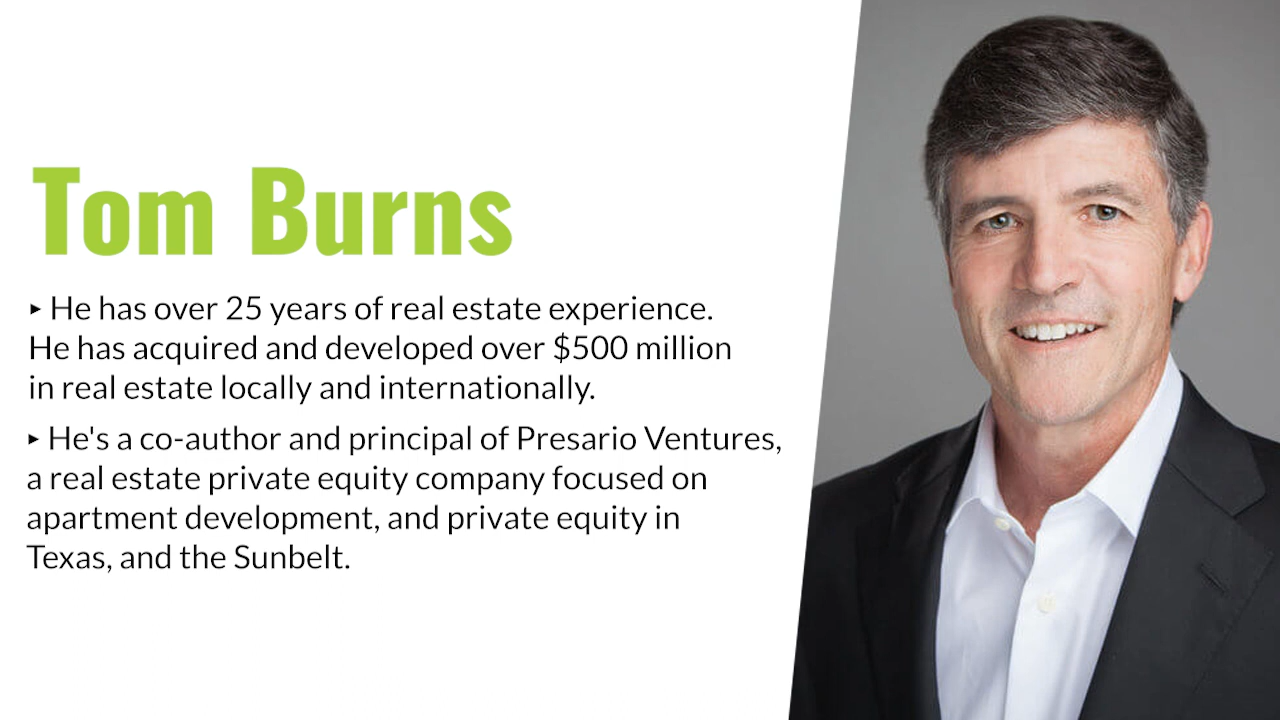 Tom Burns
▸ He has over 25 years of real estate experience.
He has acquired and developed over $500 million
in real estate locally and internationally.
▸ He's a co-author and principal of Presario Ventures,
a real estate private equity company focused on
apartment development, and private equity in
Texas, and the Sunbelt.